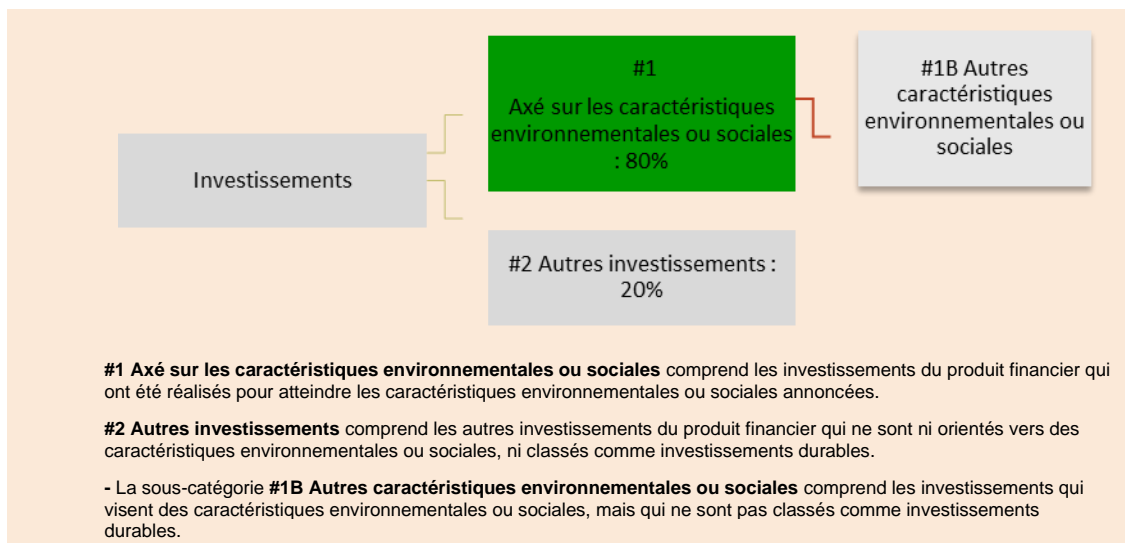 #1
Axé sur les caractéristiques
environnementales ou sociales
: 80%
#1B Autres
caractéristiques
environnementales ou
sociales
Investissements
#2 Autres investissements :
20%
#1 Axé sur les caractéristiques environnementales ou sociales comprend les investissements du produit financier qui
ont été réalisés pour atteindre les caractéristiques environnementales ou sociales annoncées.
#2 Autres investissements comprend les autres investissements du produit financier qui ne sont ni orientés vers des
caractéristiques environnementales ou sociales, ni classés comme investissements durables.
- La sous-catégorie #1B Autres caractéristiques environnementales ou sociales comprend les investissements qui
visent des caractéristiques environnementales ou sociales, mais qui ne sont pas classés comme investissements
durables.